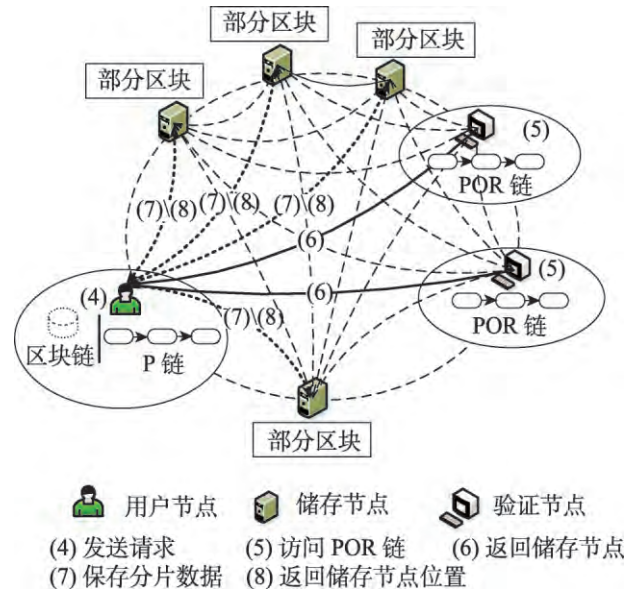 部分区块
部分区块
部分区块
(5)
POR 链
(7)\(8)
(7)\(8)
(7)\(8)
(6)
(5)
(4)
(6)
POR 链
(7)\(8)
区块链
P 链
部分区块
用户节点
储存节点
验证节点
(4) 发送请求 (5) 访问 POR 链 (6) 返回储存节点
(7) 保存分片数据 (8) 返回储存节点位置